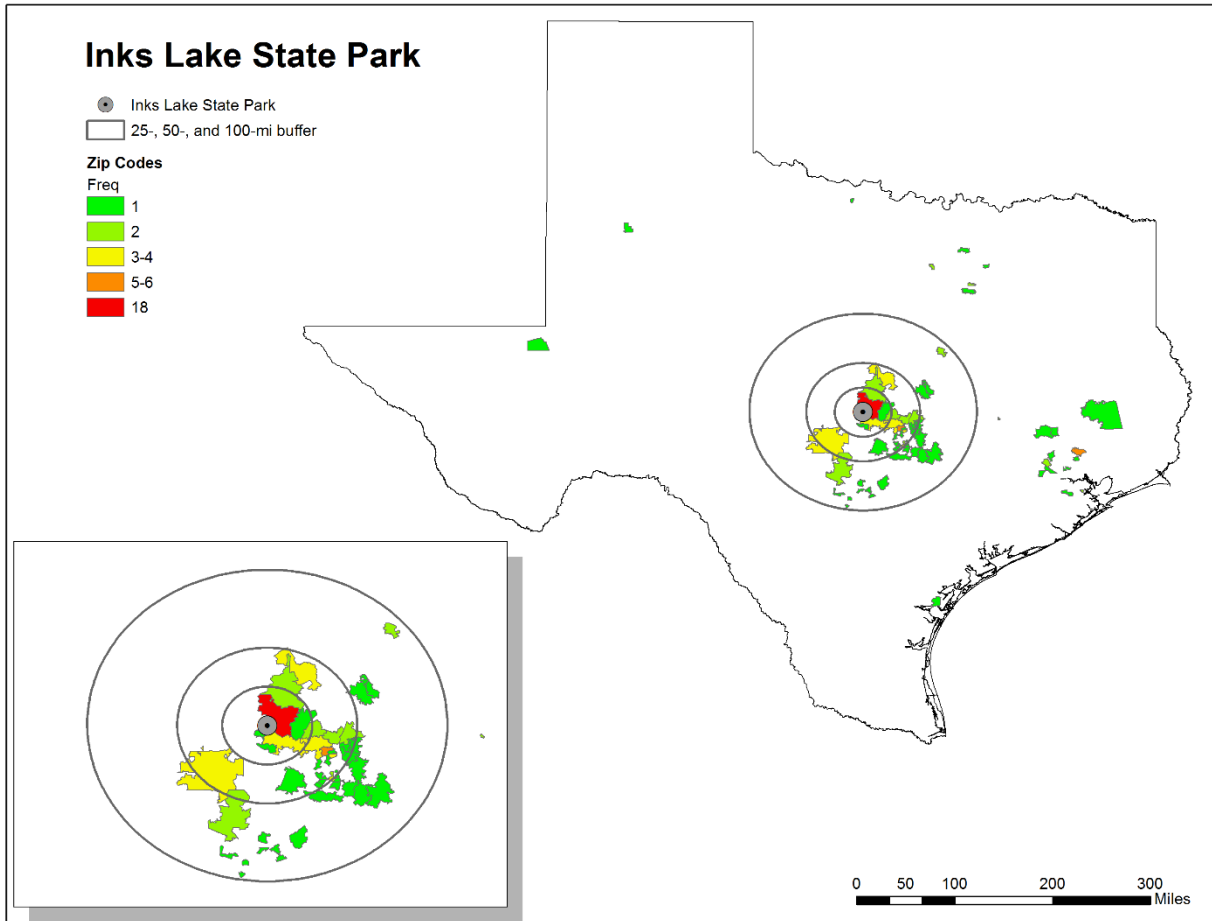 Inks Lake State Park
Inks Lake State Park
25-, 50-, and 100-mi buffer
Zip Codes
Freq
1
2
3-4
5-6
18
0 50 100 200 300
Miles